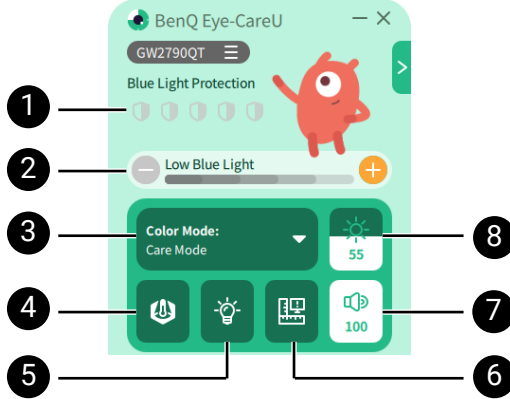 BenQ Eye-CareU
GW2790QT
Blue Light Protection
1
2
Low Blue Light
3
Color Mode:
Care Mode
55
8
4
100
7
5
6